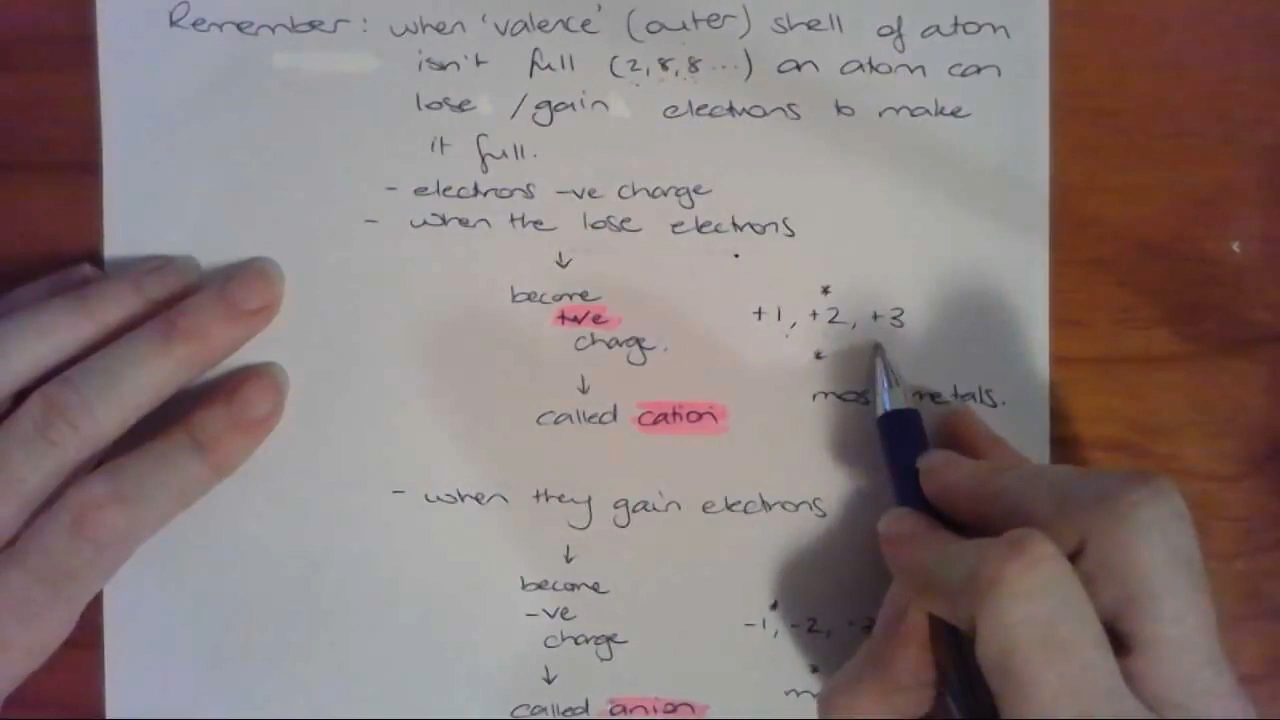 Remember: when 'valence' (outer) shell of atom
isn't full (2,8,8...) an atom can
lose /gain electrons to make
it full.
- electrons -ve charge
- when the lose electrons
↓
become
+ve
charge.
+1, +2, +3
↓
called cation
metals.
- when they gain electrons
↓
become
-ve
charge
-1, -2,
↓
called anion